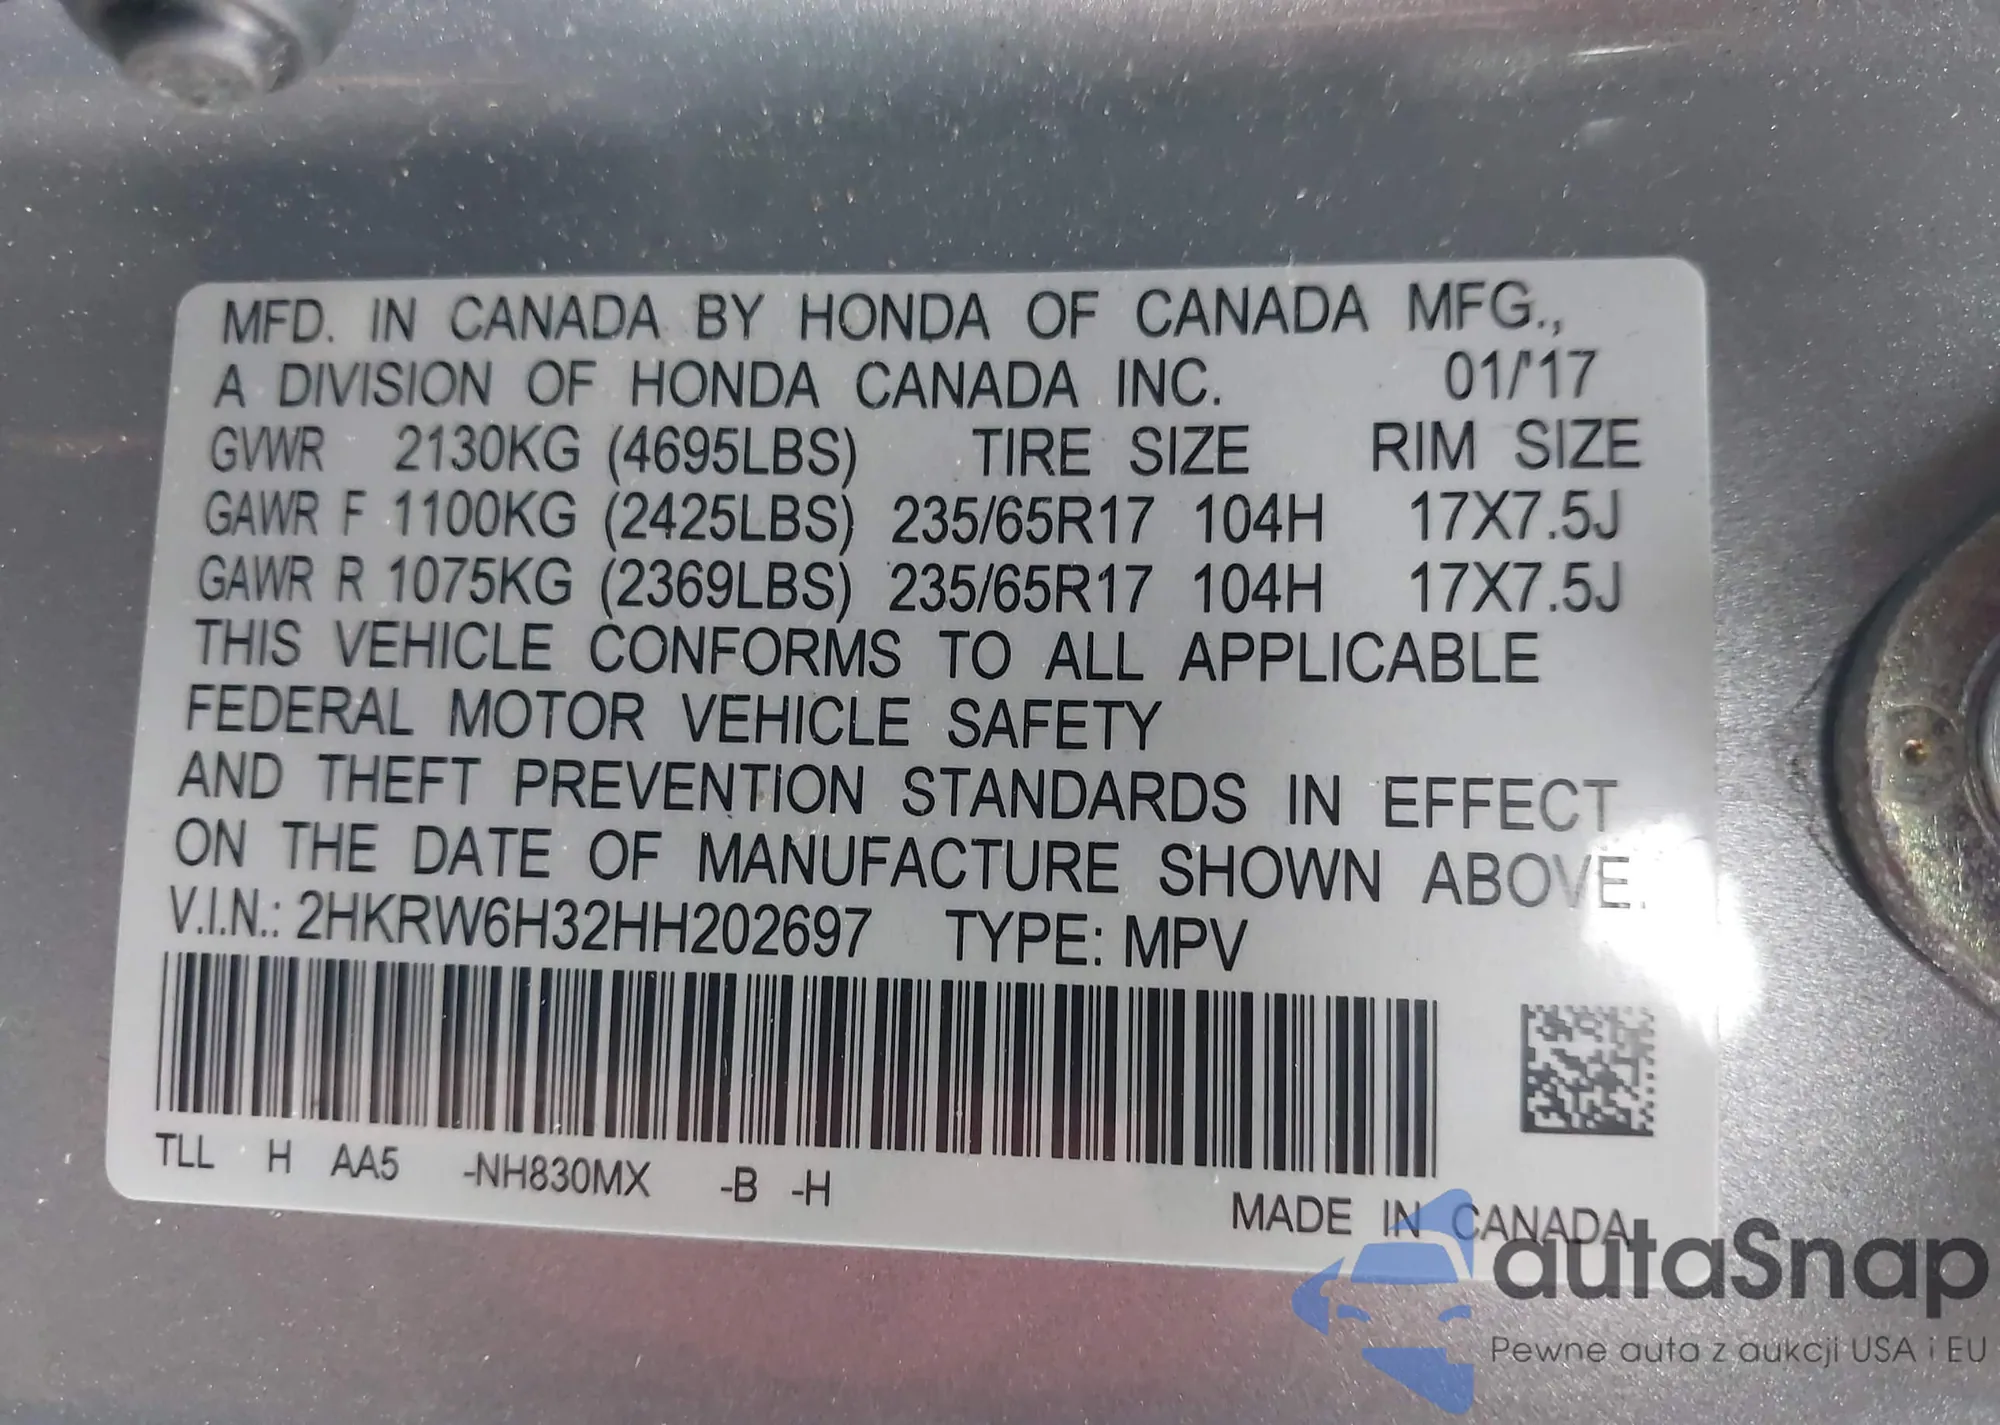 MFD. IN CANADA BY HONDA OF CANADA MFG.,
A DIVISION OF HONDA CANADA INC. 01/'17
GVWR 2130KG (4695LBS) TIRE SIZE RIM SIZE
GAWR F 1100KG (2425LBS) 235/65R17 104H 17X7.5J
GAWR R 1075KG (2369LBS) 235/65R17 104H 17X7.5J
THIS VEHICLE CONFORMS TO ALL APPLICABLE
FEDERAL MOTOR VEHICLE SAFETY
AND THEFT PREVENTION STANDARDS IN EFFECT
ON THE DATE OF MANUFACTURE SHOWN ABOVE.
V.I.N.: 2HKRW6H32HH202697 TYPE: MPV
TLL H AA5 -NH830MX -B -H
MADE IN CANADA
autaSnap
Pewne auta z aukcji USA i EU